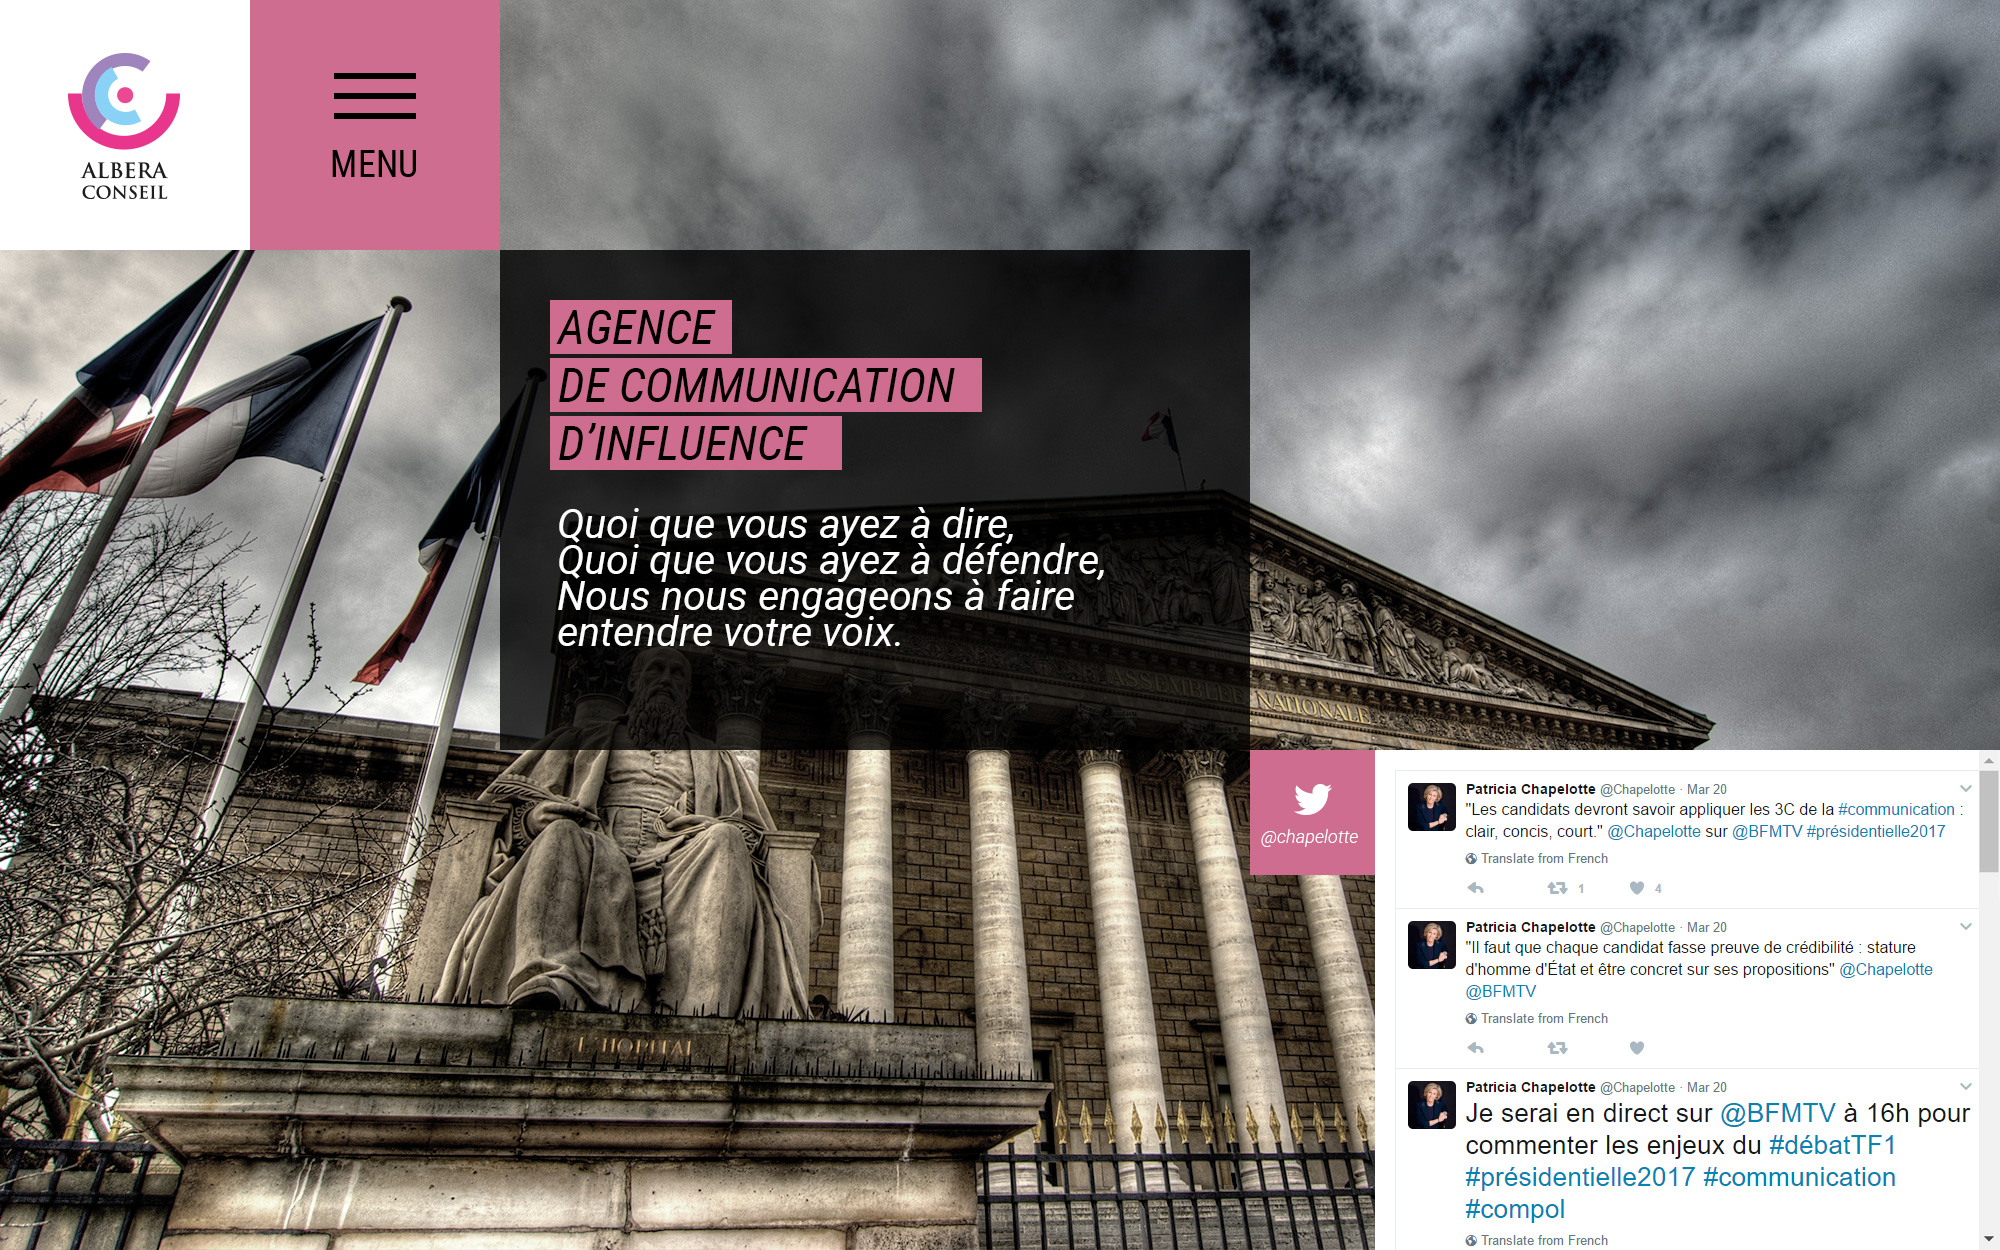 ALBERA
CONSEIL
MENU
AGENCE
DE COMMUNICATION
D’INFLUENCE
Quoi que vous ayez à dire,
Quoi que vous ayez à défendre,
Nous nous engageons à faire
entendre votre voix.
ASSEMBLEE NATIONALE
L'HOPITAL
@chapelotte
Patricia Chapelotte @Chapelotte · Mar 20
"Les candidats devront savoir appliquer les 3C de la #communication :
clair, concis, court." @Chapelotte sur @BFMTV #présidentielle2017
Translate from French
1 4
Patricia Chapelotte @Chapelotte · Mar 20
"Il faut que chaque candidat fasse preuve de crédibilité : stature
d'homme d'État et être concret sur ses propositions" @Chapelotte
@BFMTV
Translate from French
Patricia Chapelotte @Chapelotte · Mar 20
Je serai en direct sur @BFMTV à 16h pour
commenter les enjeux du #débatTF1
#présidentielle2017 #communication
#compol
Translate from French